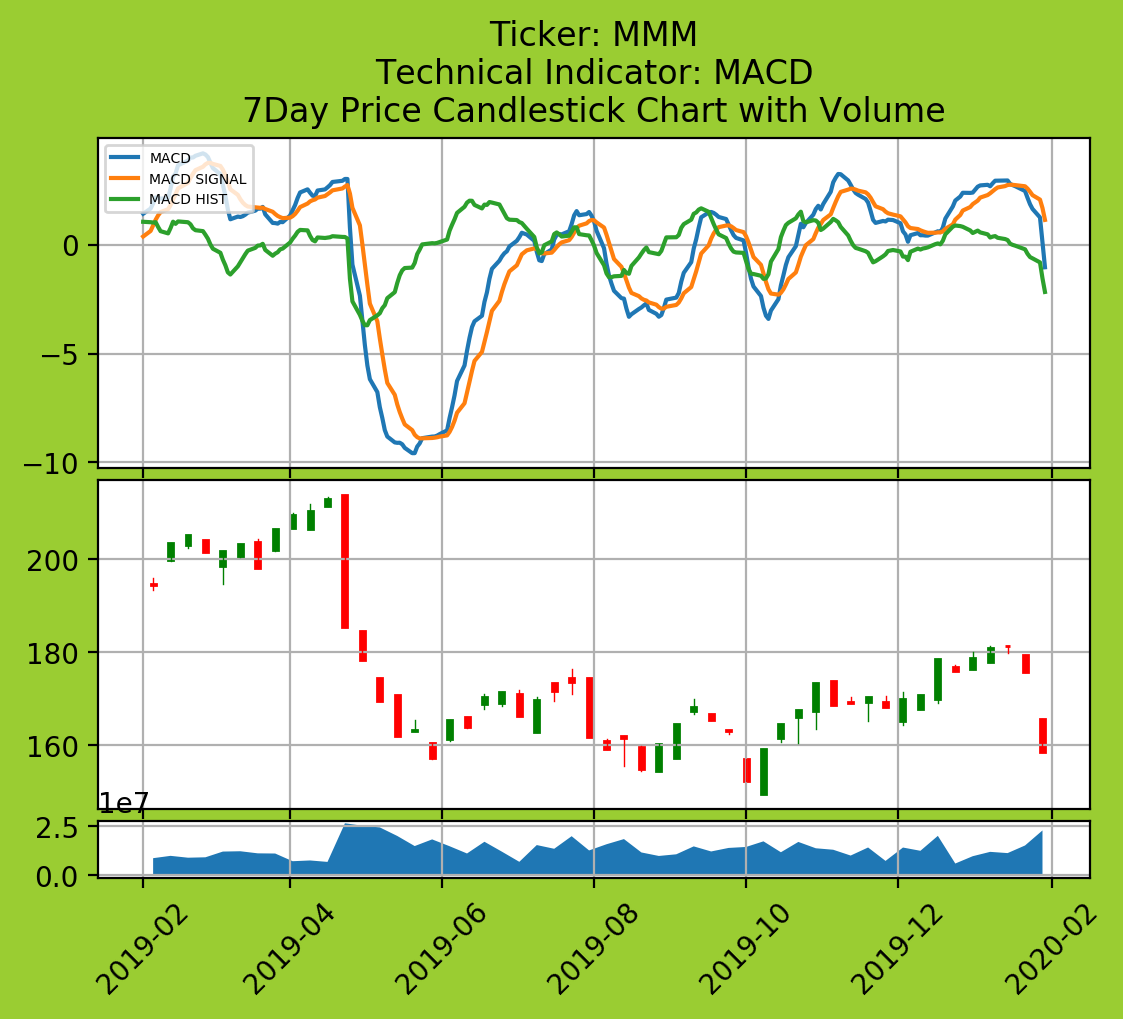 Ticker: MMM
Technical Indicator: MACD
7Day Price Candlestick Chart with Volume
MACD
MACD SIGNAL
MACD HIST
0
−5
−10
200
180
160
1e7
2.5
0.0
2019-02
2019-04
2019-06
2019-08
2019-10
2019-12
2020-02